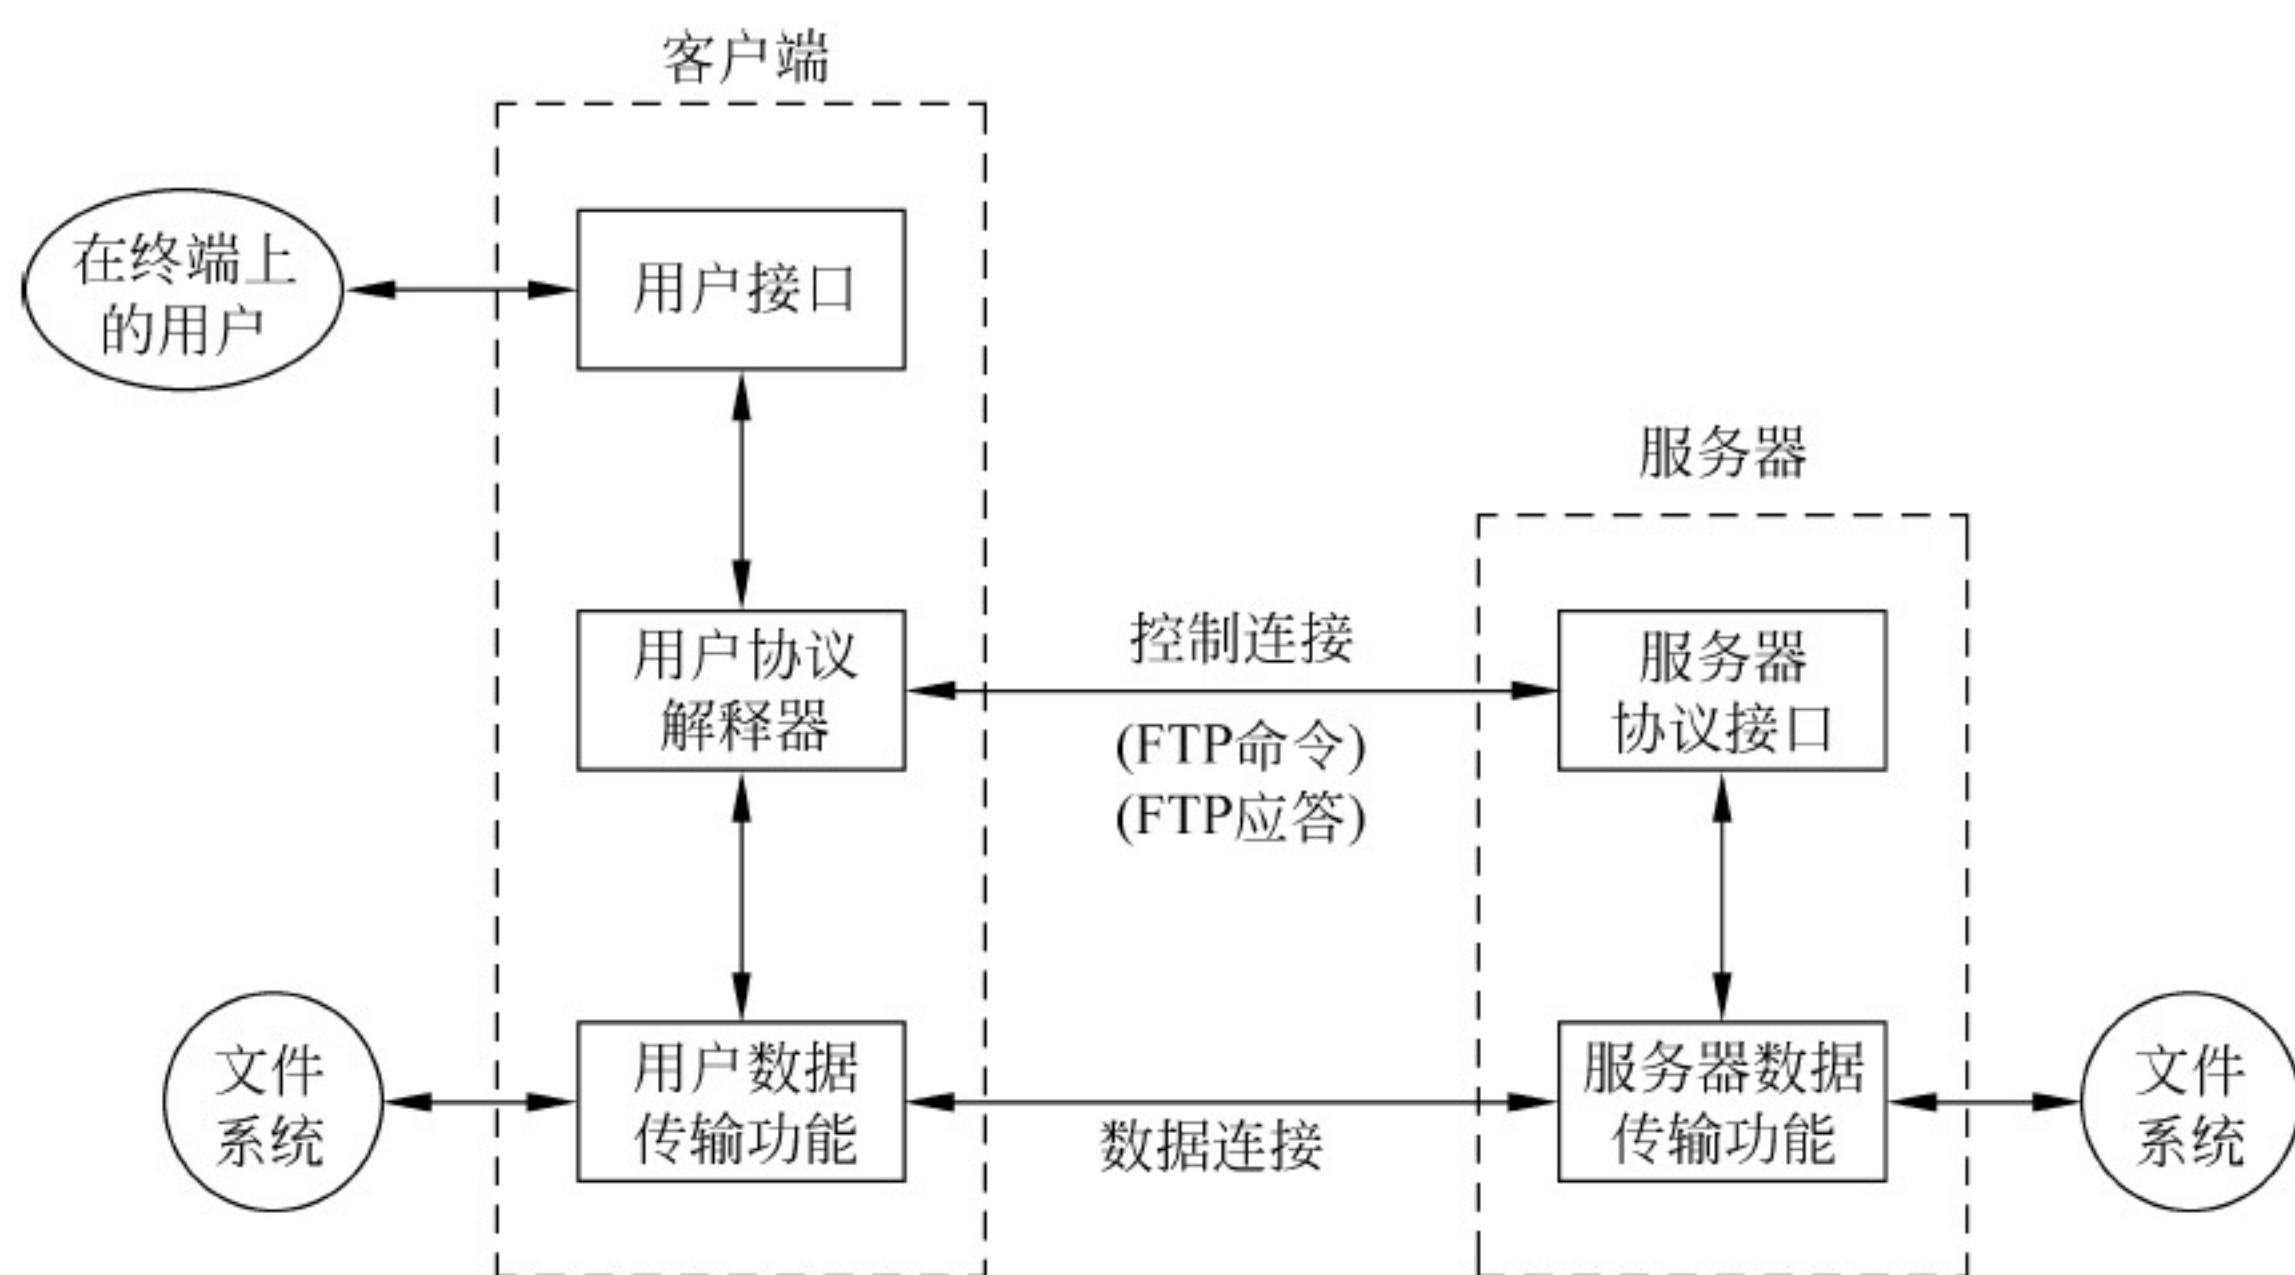 客户端
在终端上
的用户
用户接口
服务器
用户协议
解释器
控制连接
(FTP命令)
(FTP应答)
服务器
协议接口
文件
系统
用户数据
传输功能
数据连接
服务器数据
传输功能
文件
系统